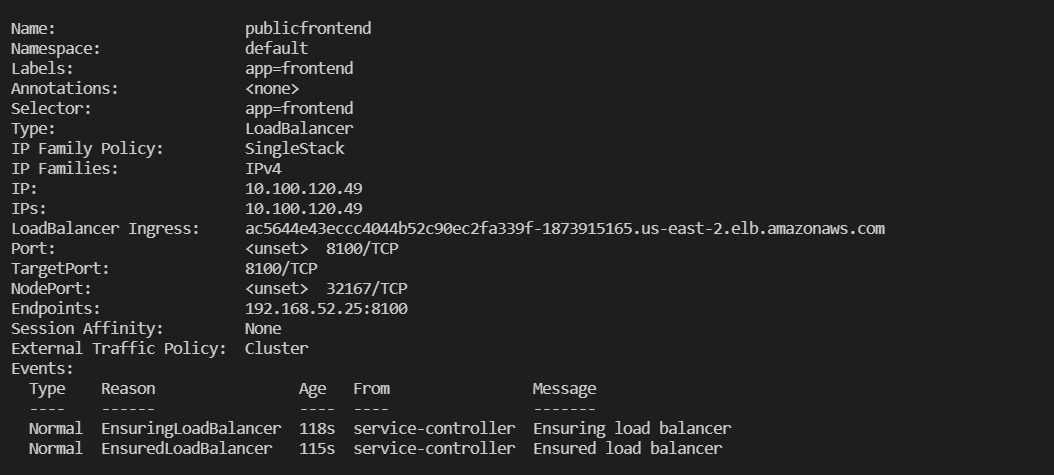 Name: publicfrontend
Namespace: default
Labels: app=frontend
Annotations: <none>
Selector: app=frontend
Type: LoadBalancer
IP Family Policy: SingleStack
IP Families: IPv4
IP: 10.100.120.49
IPs: 10.100.120.49
LoadBalancer Ingress: ac5644e43eccc4044b52c90ec2fa339f-1873915165.us-east-2.elb.amazonaws.com
Port: <unset> 8100/TCP
TargetPort: 8100/TCP
NodePort: <unset> 32167/TCP
Endpoints: 192.168.52.25:8100
Session Affinity: None
External Traffic Policy: Cluster
Events:
Type Reason Age From Message
---- ------ ---- ---- -------
Normal EnsuringLoadBalancer 118s service-controller Ensuring load balancer
Normal EnsuredLoadBalancer 115s service-controller Ensured load balancer